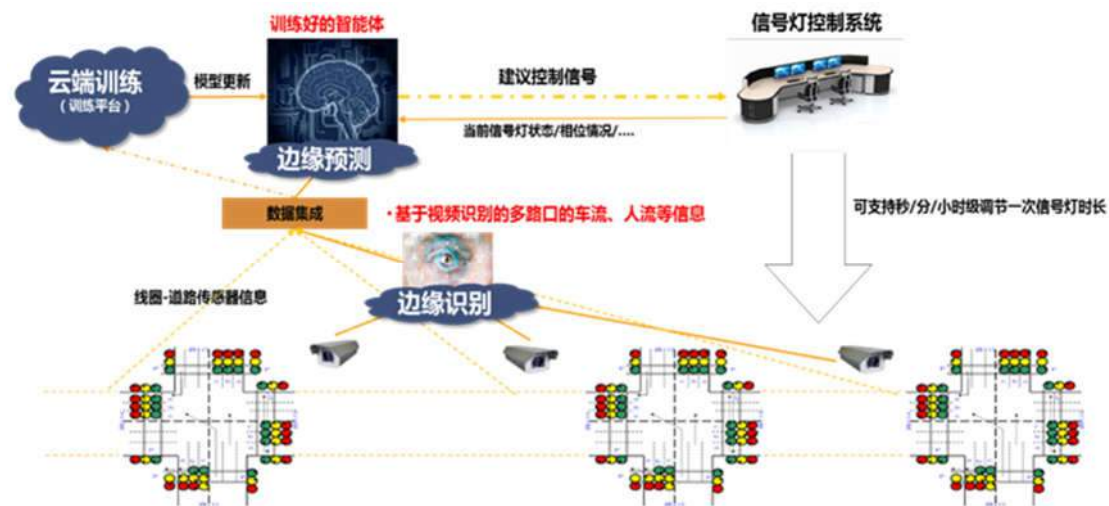 训练好的智能体
信号灯控制系统
云端训练
（训练平台）
模型更新
建议控制信号
当前信号灯状态/相位情况/....
边缘预测
数据集成
·基于视频识别的多路口的车流、人流等信息
可支持秒/分/小时级调节一次信号灯时长
线圈-道路传感器信息
边缘识别